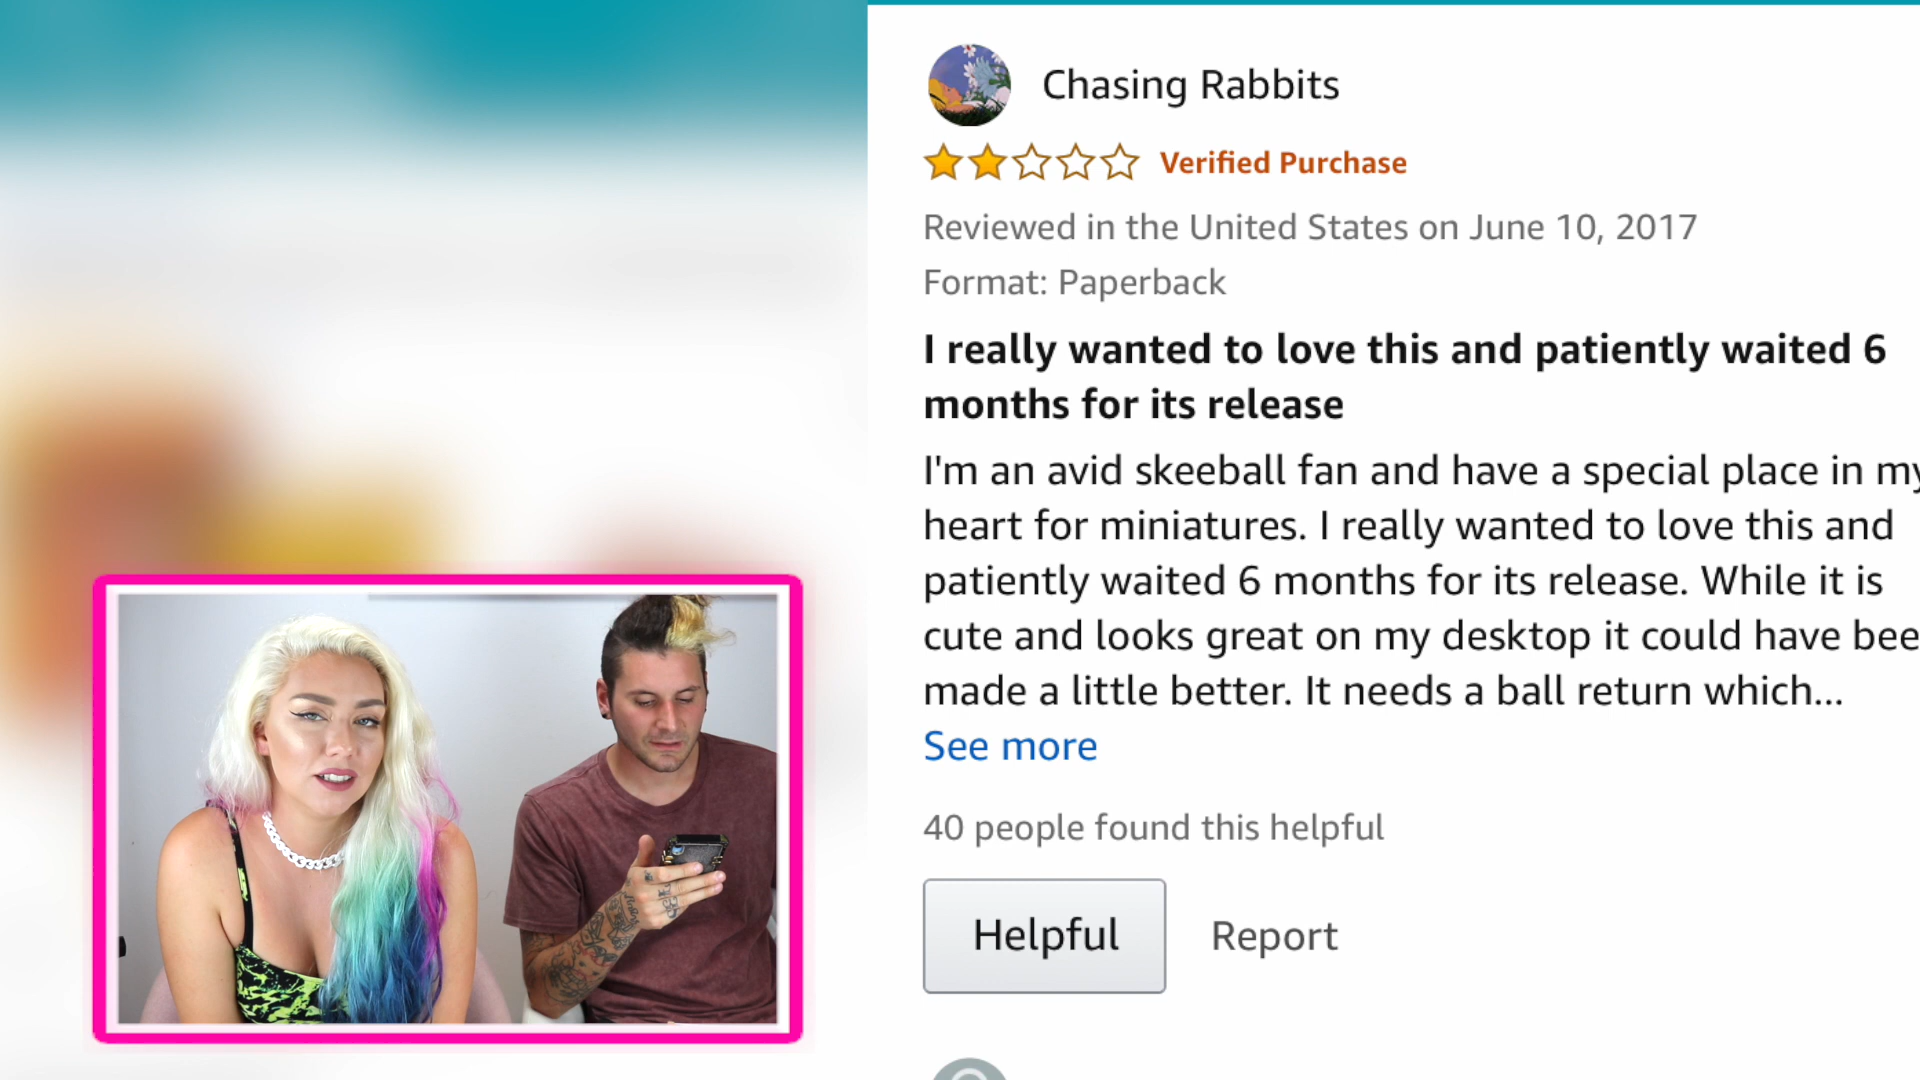 Chasing Rabbits
Verified Purchase
Reviewed in the United States on June 10, 2017
Format: Paperback
I really wanted to love this and patiently waited 6
months for its release
I'm an avid skeeball fan and have a special place in my
heart for miniatures. I really wanted to love this and
patiently waited 6 months for its release. While it is
cute and looks great on my desktop it could have bee
made a little better. It needs a ball return which...
See more
40 people found this helpful
Helpful
Report